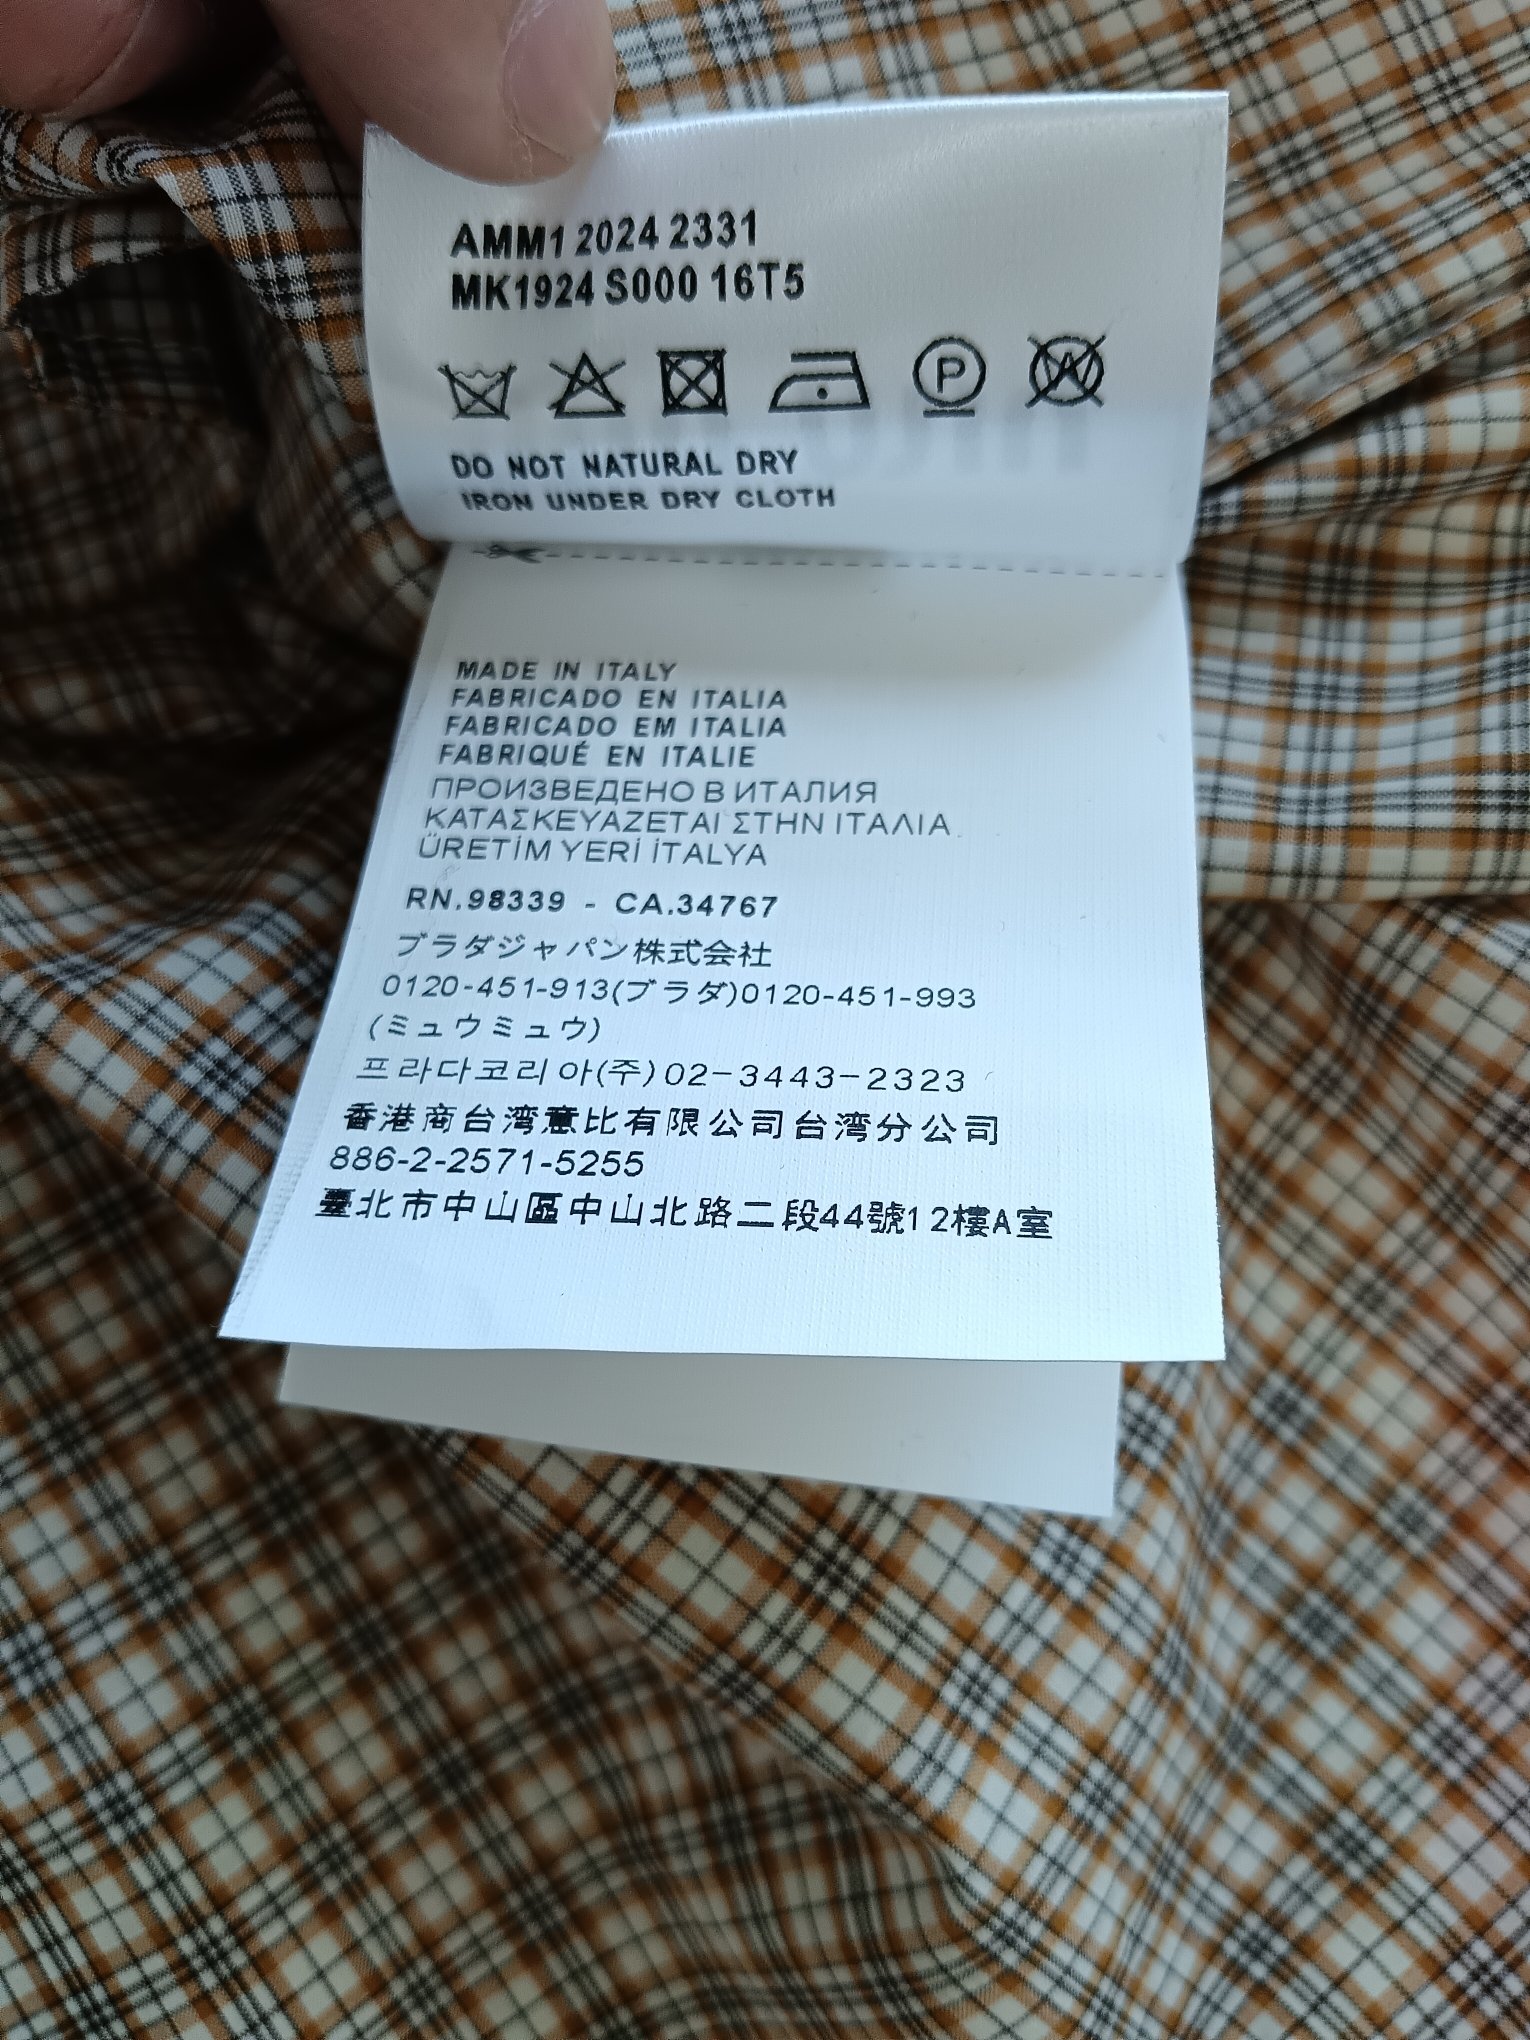 AMM1 2024 2331
MK1924 S000 16T5
P W
DO NOT NATURAL DRY
IRON UNDER DRY CLOTH
MADE IN ITALY
FABRICADO EN ITALIA
FABRICADO EM ITALIA
FABRIQUÉ EN ITALIE
ПРОИЗВЕДЕНО В ИТАЛИЯ
ΚΑΤΑΣΚΕΥΑΖΕΤΑΙ ΣΤΗΝ ΙΤΑΛΙΑ
ÜRETİM YERİ İTALYA
RN.98339 - CA.34767
プラダジャパン株式会社
0120-451-913(プラダ)0120-451-993
(ミュウミュウ)
프라다코리아(주)02-3443-2323
香港商台湾意比有限公司台湾分公司
886-2-2571-5255
臺北市中山區中山北路二段44號12樓A室